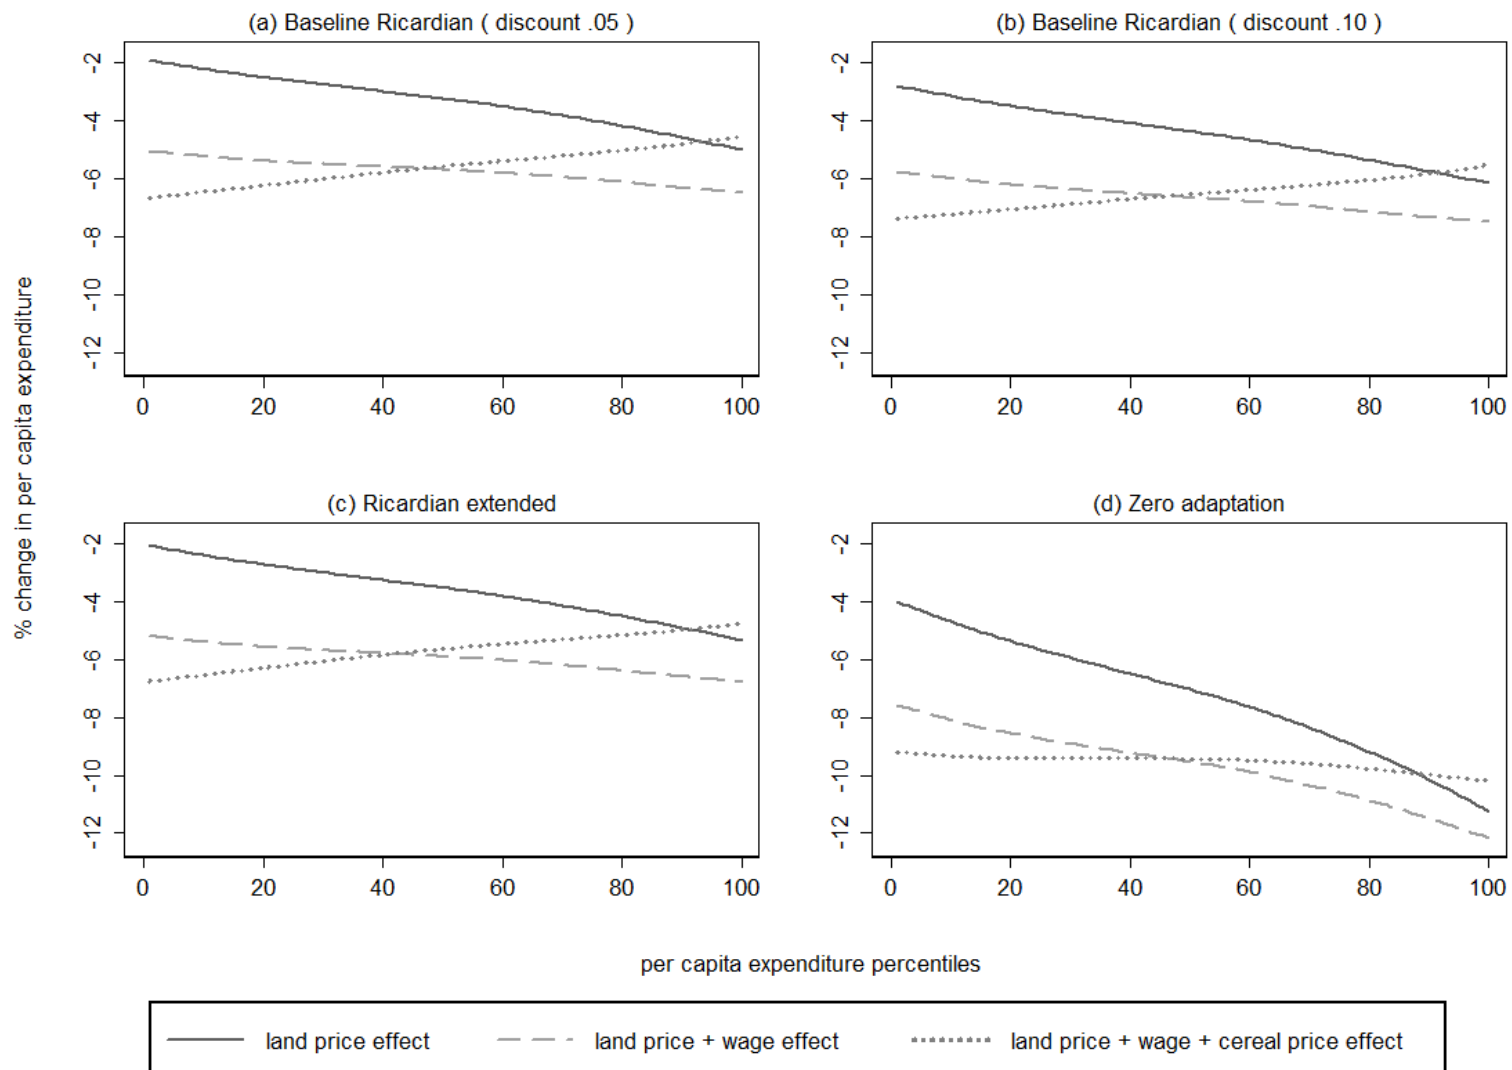 (a) Baseline Ricardian ( discount .05 )
(b) Baseline Ricardian ( discount .10 )
% change in per capita expenditure
-2
-4
-6
-8
-10
-12
0 20 40 60 80 100
-2
-4
-6
-8
-10
-12
0 20 40 60 80 100
(c) Ricardian extended
(d) Zero adaptation
-2
-4
-6
-8
-10
-12
0 20 40 60 80 100
-2
-4
-6
-8
-10
-12
0 20 40 60 80 100
per capita expenditure percentiles
land price effect land price + wage effect land price + wage + cereal price effect